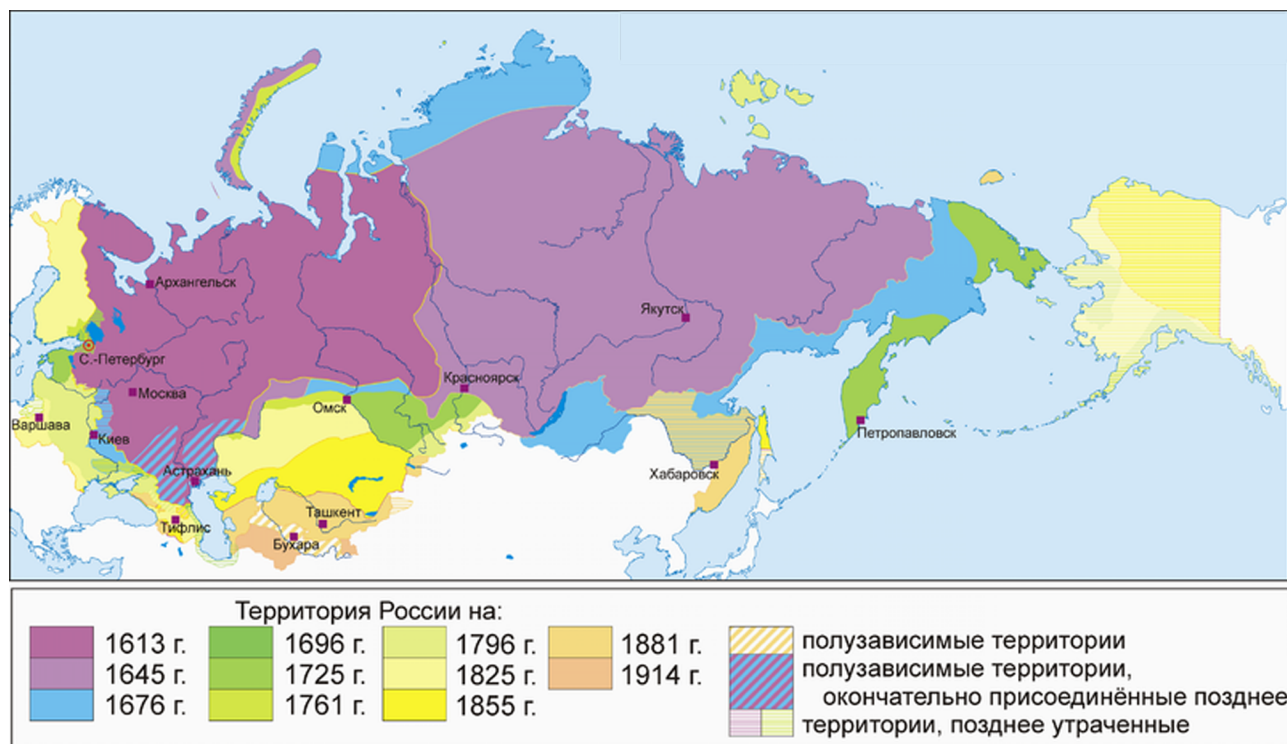 Архангельск
Якутск
С.-Петербург
Москва
Красноярск
Омск
Варшава
Киев
Петропавловск
Астрахань
Хабаровск
Ташкент
Тифлис
Бухара
Территория России на:
1613 г.
1645 г.
1676 г.
1696 г.
1725 г.
1761 г.
1796 г.
1825 г.
1855 г.
1881 г.
1914 г.
полузависимые территории
полузависимые территории,
окончательно присоединённые позднее
территории, позднее утраченные